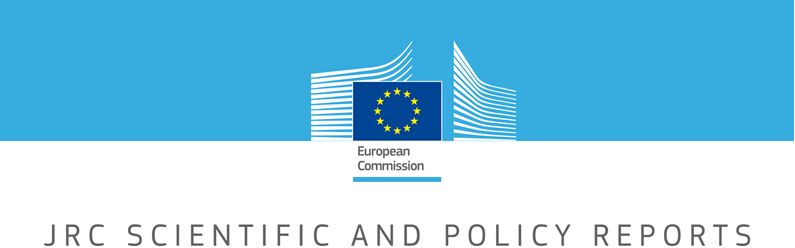 European
Commission
JRC SCIENTIFIC AND POLICY REPORTS